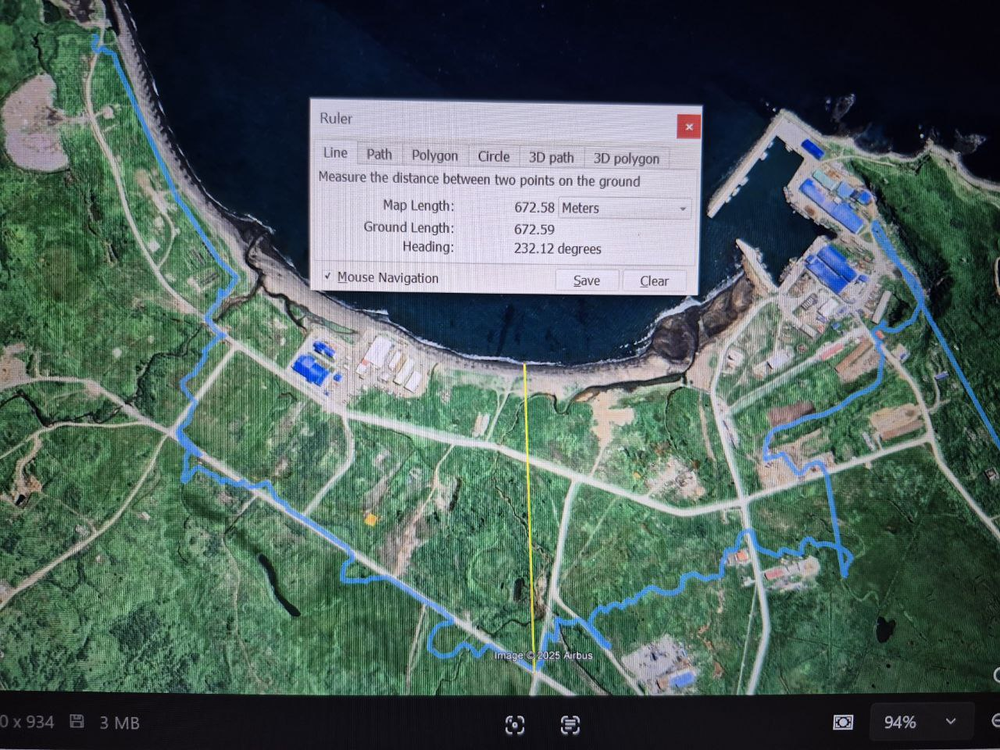 Ruler
Line Path Polygon Circle 3D path 3D polygon
Measure the distance between two points on the ground
Map Length: 672.58 Meters
Ground Length: 672.59
Heading: 232.12 degrees
Mouse Navigation Save Clear
Image © 2025 Airbus
0 x 934 3 MB 94%